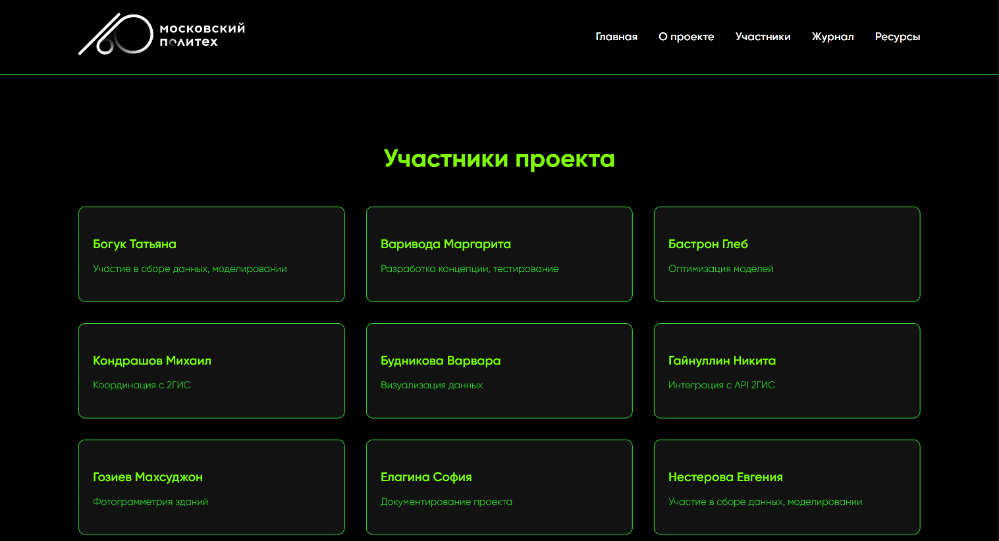 московский
политех
Главная О проекте Участники Журнал Ресурсы
Участники проекта
Богук Татьяна
Участие в сборе данных, моделировании
Варивода Маргарита
Разработка концепции, тестирование
Бастрон Глеб
Оптимизация моделей
Кондрашов Михаил
Координация с 2ГИС
Будникова Варвара
Визуализация данных
Гайнуллин Никита
Интеграция с API 2ГИС
Гозиев Махсуджон
Фотограмметрия зданий
Елагина София
Документирование проекта
Нестерова Евгения
Участие в сборе данных, моделировании